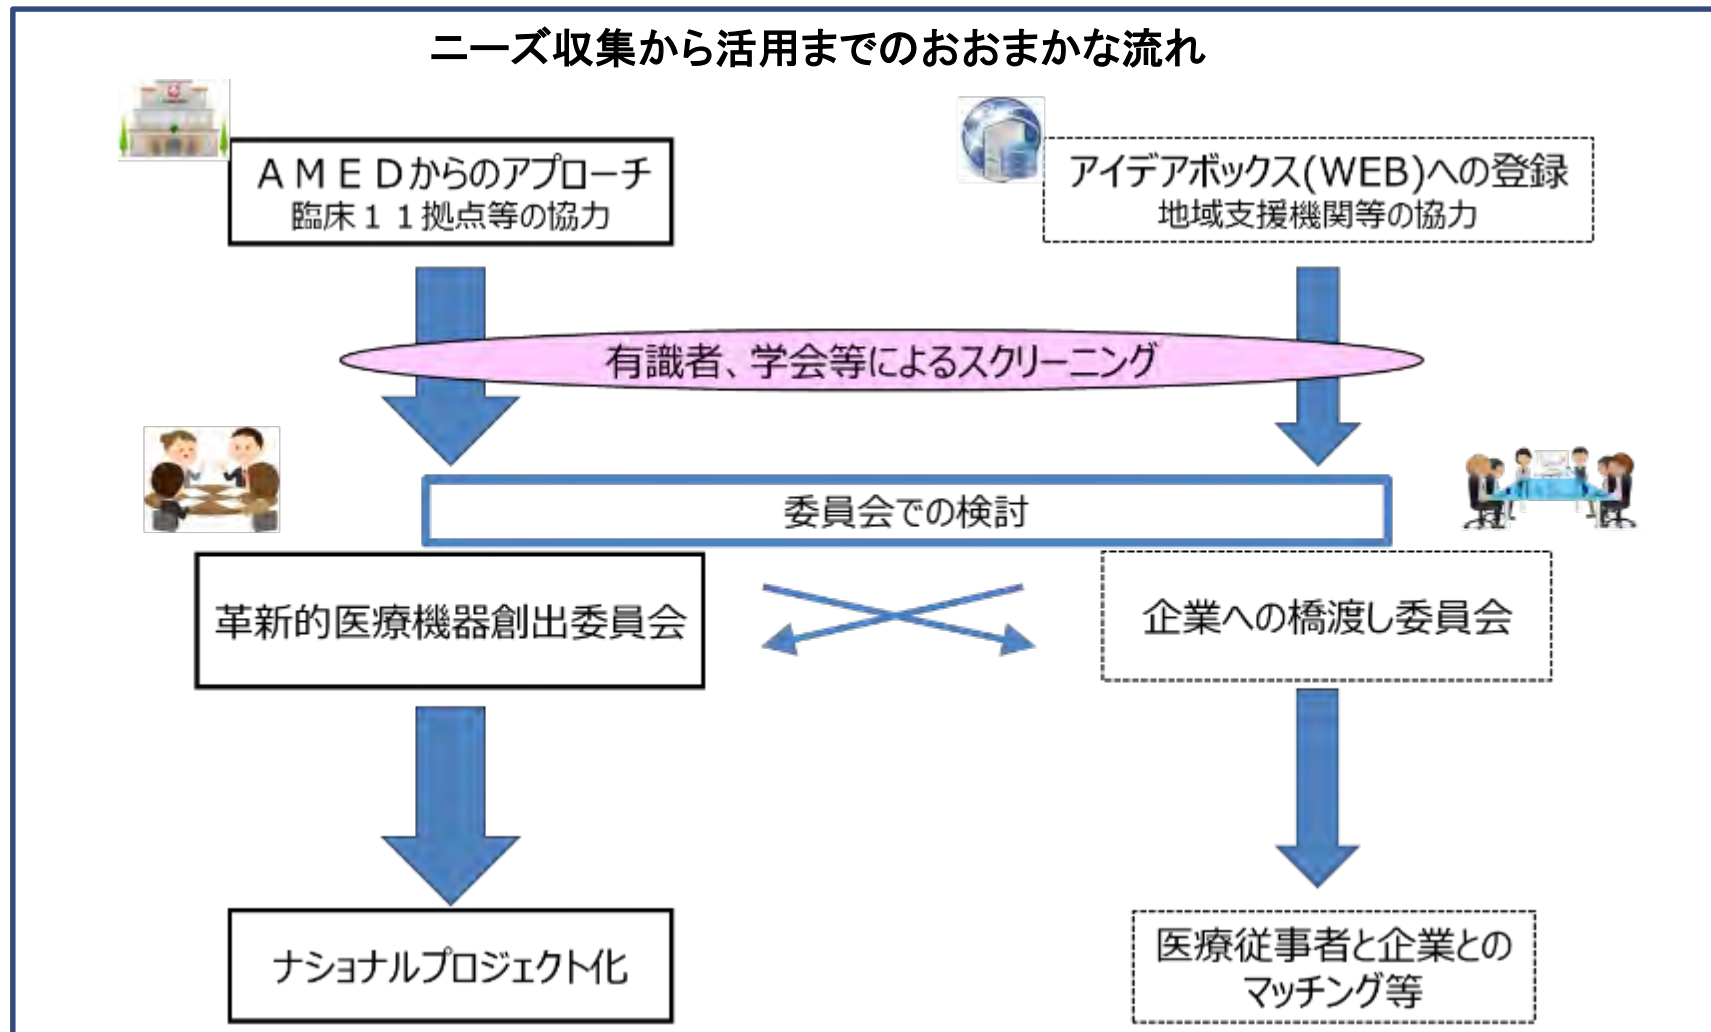 ニーズ収集から活用までのおおまかな流れ
ＡＭＥＤからのアプローチ
臨床１１拠点等の協力
アイデアボックス(WEB)への登録
地域支援機関等の協力
有識者、学会等によるスクリーニング
委員会での検討
革新的医療機器創出委員会
企業への橋渡し委員会
ナショナルプロジェクト化
医療従事者と企業との
マッチング等